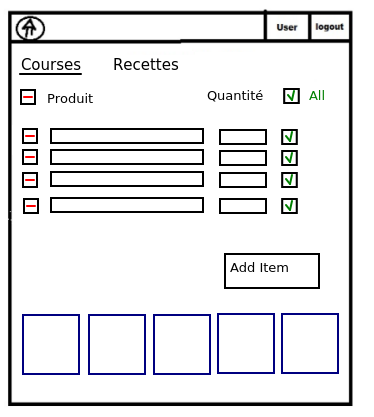 User logout
Courses Recettes
Produit Quantité All
Add Item